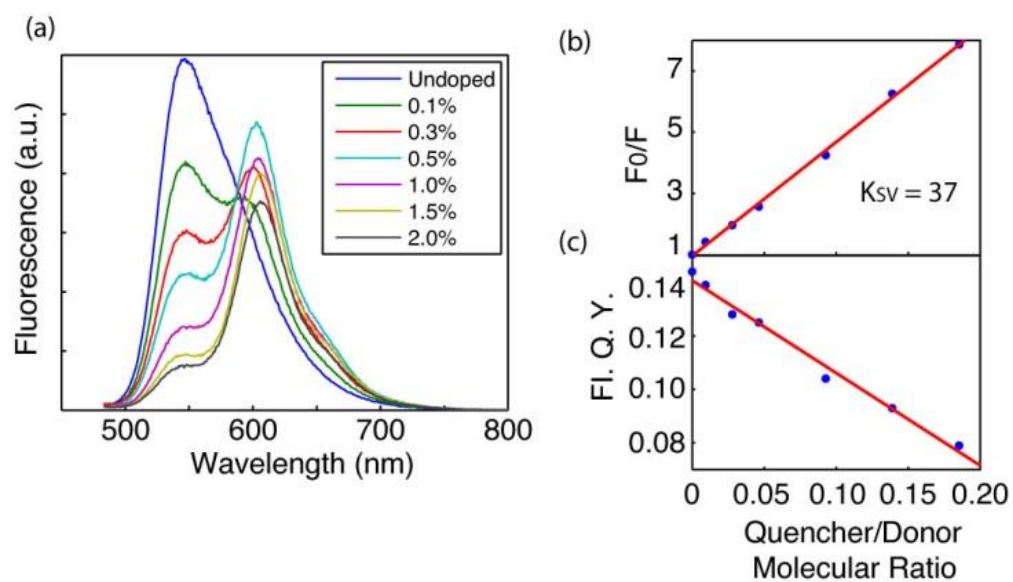 (a)
Fluorescence (a.u.)
Undoped
0.1%
0.3%
0.5%
1.0%
1.5%
2.0%
500 600 700 800
Wavelength (nm)
(b)
F0/F
7
5
3
1
KSV = 37
(c)
Fl. Q. Y.
0.14
0.12
0.10
0.08
0 0.05 0.10 0.15 0.20
Quencher/Donor
Molecular Ratio